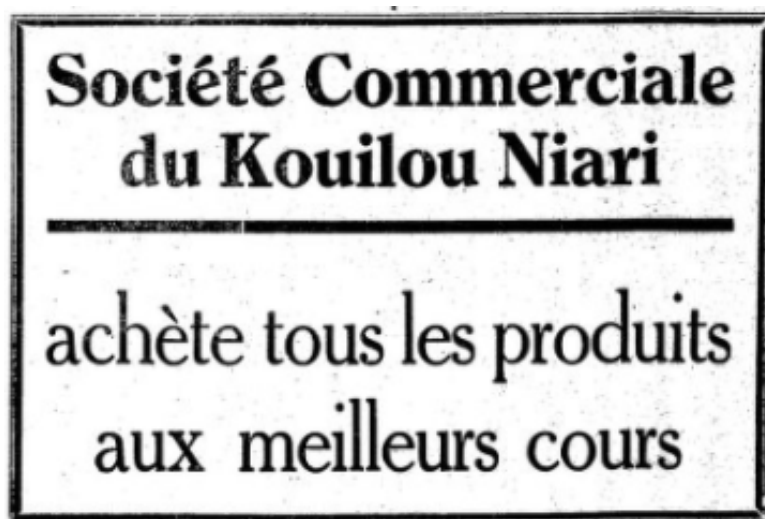 Société Commerciale
du Kouilou Niari
achète tous les produits
aux meilleurs cours